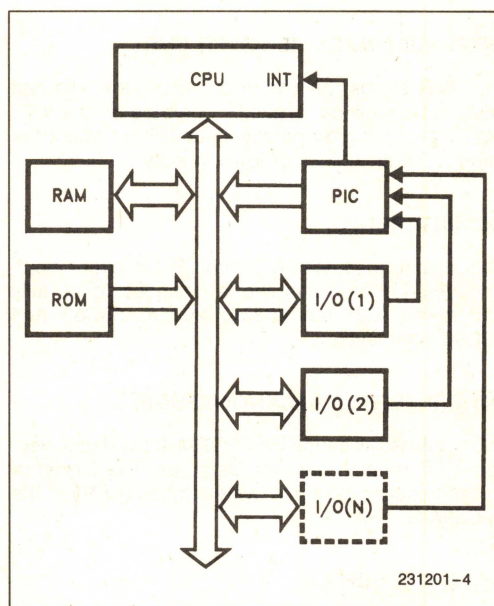 CPU INT
RAM
PIC
ROM
I/O(1)
I/O(2)
I/O(N)
231201-4